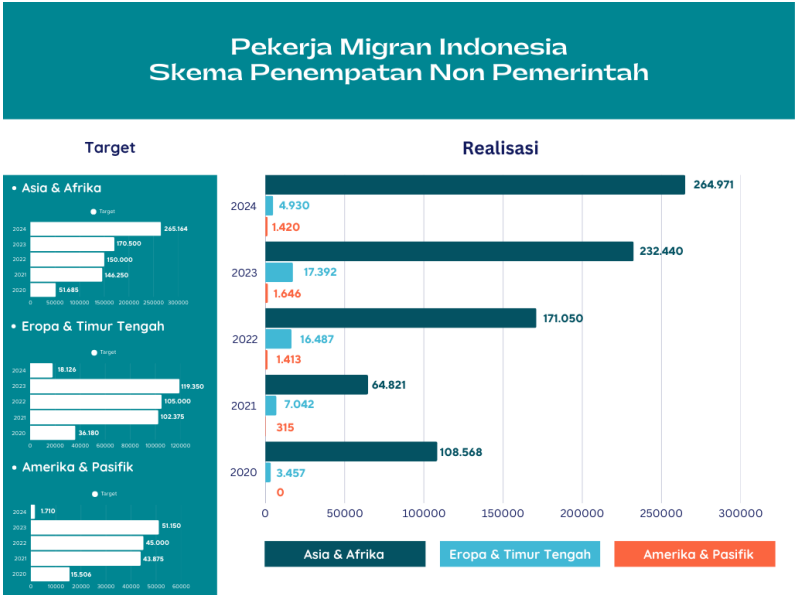 Pekerja Migran Indonesia
Skema Penempatan Non Pemerintah
Target
• Asia & Afrika
Target
2024 265.164
2023 170.500
2022 150.000
2021 146.250
2020 51.685
0 50000 100000 150000 200000 250000 300000
• Eropa & Timur Tengah
Target
2024 18.126
2023 119.350
2022 105.000
2021 102.375
2020 36.180
0 20000 40000 60000 80000 100000 120000
• Amerika & Pasifik
Target
2024 1.710
2023 51.150
2022 45.000
2021 43.875
2020 15.506
0 10000 20000 30000 40000 50000 60000
Realisasi
264.971
2024 4.930
1.420
232.440
2023 17.392
1.646
171.050
2022 16.487
1.413
64.821
2021 7.042
315
108.568
2020 3.457
0
0 50000 100000 150000 200000 250000 300000
Asia & Afrika Eropa & Timur Tengah Amerika & Pasifik